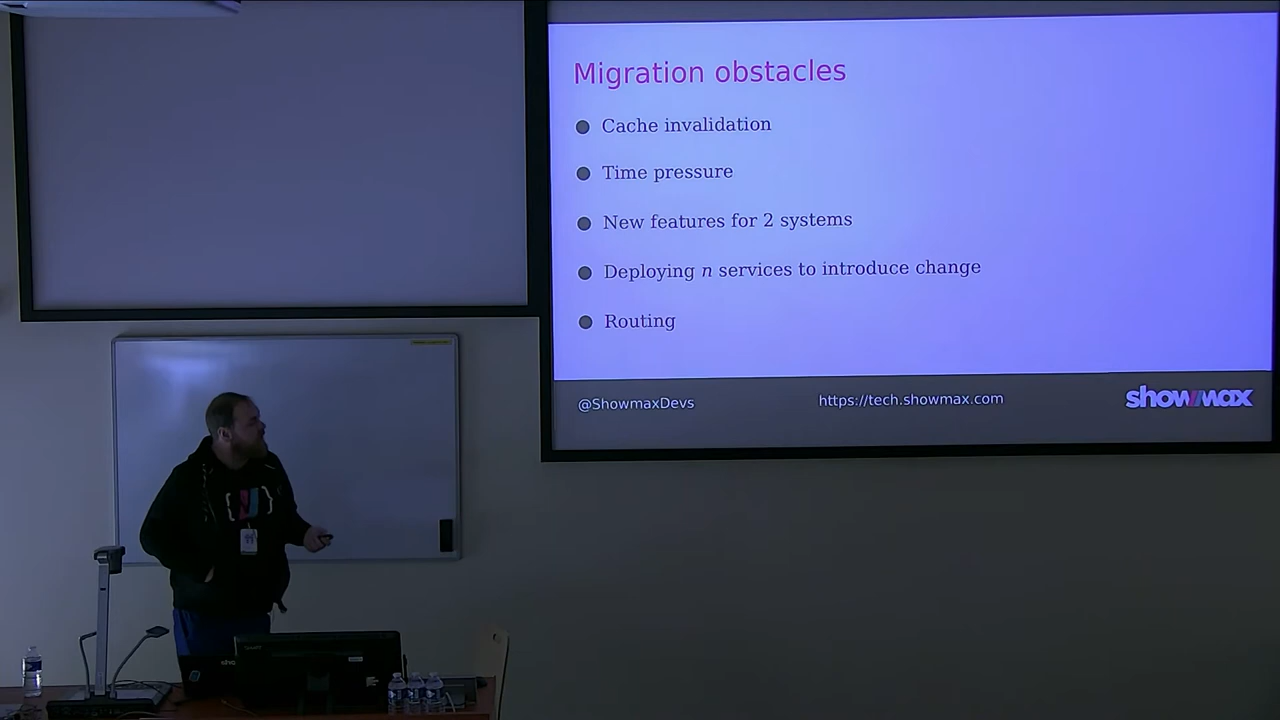 Migration obstacles
Cache invalidation
Time pressure
New features for 2 systems
Deploying n services to introduce change
Routing
@ShowmaxDevs
https://tech.showmax.com
showmax